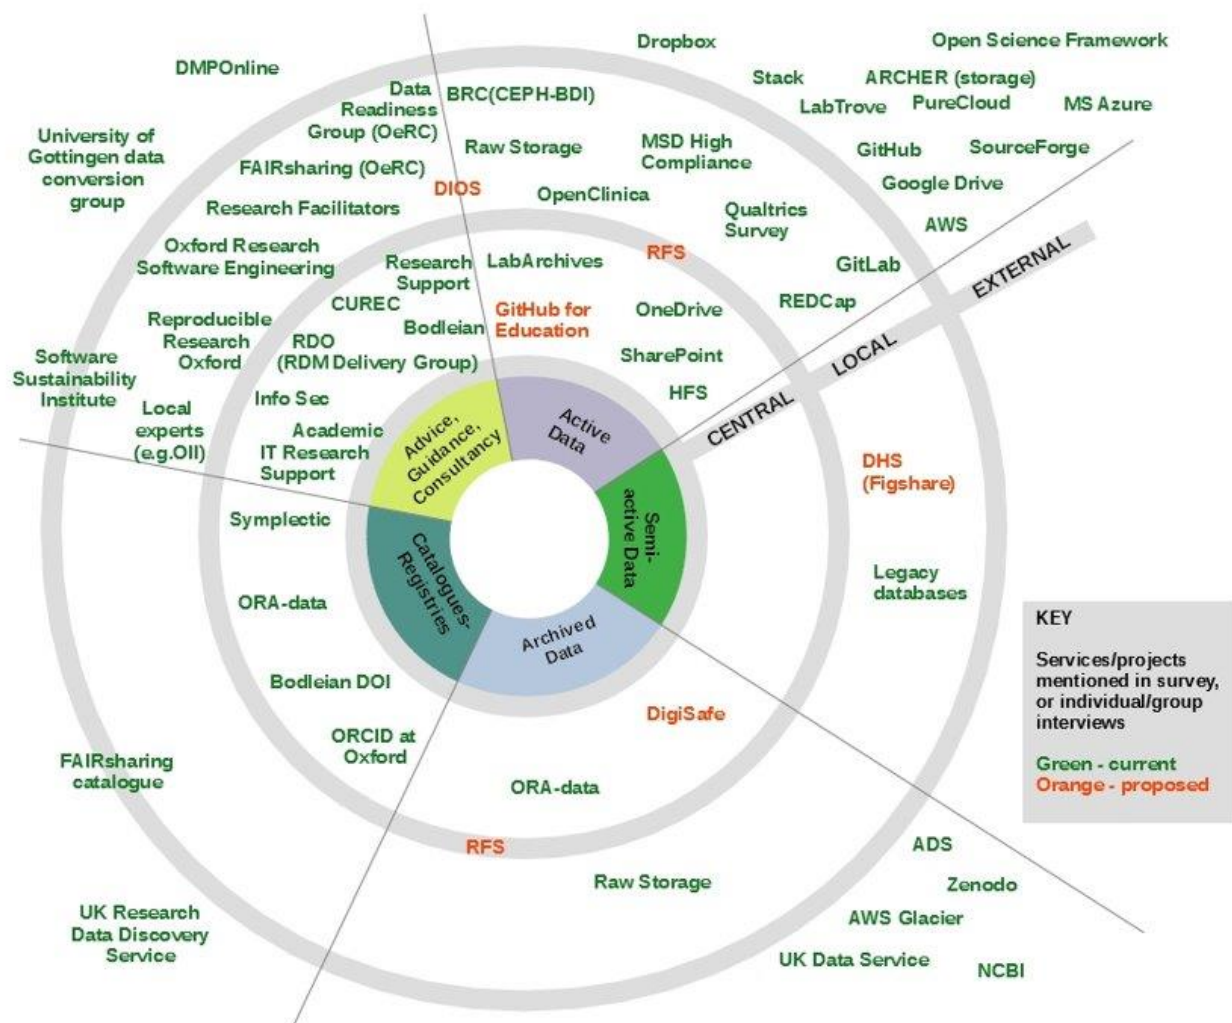 Dropbox
Open Science Framework
DMPOnline
Stack
ARCHER (storage)
Data
Readiness
Group (OeRC)
BRC(CEPH-BDI)
LabTrove
PureCloud
MS Azure
University of
Gottingen data
conversion
group
Raw Storage
MSD High
Compliance
GitHub
SourceForge
FAIRsharing (OeRC)
DIOS
OpenClinica
Google Drive
Research Facilitators
Qualtrics
Survey
AWS
Oxford Research
Software Engineering
Research
Support
LabArchives
RFS
GitLab
EXTERNAL
CUREC
GitHub for
Education
OneDrive
REDCap
Reproducible
Research
Oxford
Bodleian
RDO
(RDM Delivery Group)
SharePoint
LOCAL
Software
Sustainability
Institute
Info Sec
HFS
CENTRAL
Local
experts
(e.g.OII)
Academic
IT Research
Support
Advice,
Guidance,
Consultancy
Active
Data
DHS
(Figshare)
Symplectic
Semi-
active Data
Catalogues-
Registries
Legacy
databases
ORA-data
Archived
Data
KEY
Services/projects
mentioned in survey,
or individual/group
interviews
Green - current
Orange - proposed
Bodleian DOI
DigiSafe
ORCID at
Oxford
FAIRsharing
catalogue
ORA-data
RFS
ADS
Raw Storage
Zenodo
UK Research
Data Discovery
Service
AWS Glacier
UK Data Service
NCBI